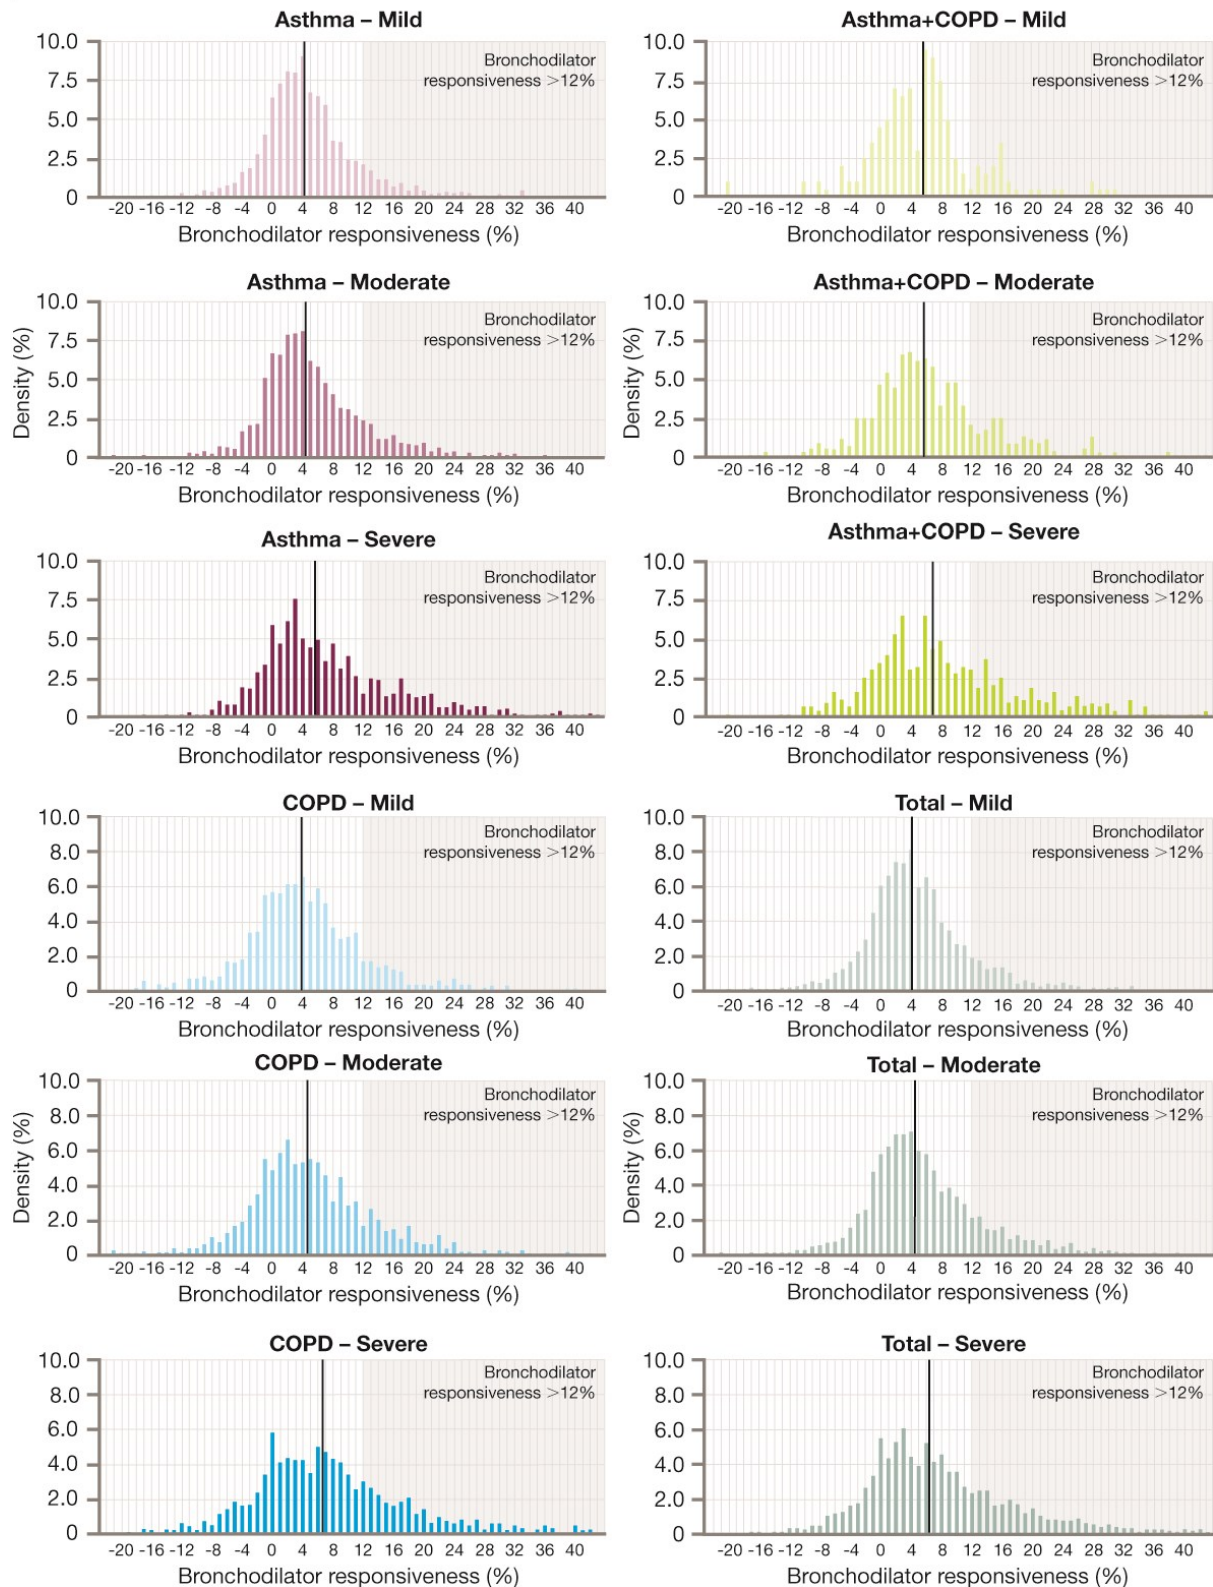 Asthma – Mild
10.0
7.5
5.0
2.5
0
Bronchodilator
responsiveness >12%
-20 -16 -12 -8 -4 0 4 8 12 16 20 24 28 32 36 40
Bronchodilator responsiveness (%)
Asthma+COPD – Mild
10.0
7.5
5.0
2.5
0
Bronchodilator
responsiveness >12%
-20 -16 -12 -8 -4 0 4 8 12 16 20 24 28 32 36 40
Bronchodilator responsiveness (%)
Asthma – Moderate
Density (%)
10.0
7.5
5.0
2.5
0
Bronchodilator
responsiveness >12%
-20 -16 -12 -8 -4 0 4 8 12 16 20 24 28 32 36 40
Bronchodilator responsiveness (%)
Asthma+COPD – Moderate
Density (%)
10.0
7.5
5.0
2.5
0
Bronchodilator
responsiveness >12%
-20 -16 -12 -8 -4 0 4 8 12 16 20 24 28 32 36 40
Bronchodilator responsiveness (%)
Asthma – Severe
10.0
7.5
5.0
2.5
0
Bronchodilator
responsiveness >12%
-20 -16 -12 -8 -4 0 4 8 12 16 20 24 28 32 36 40
Bronchodilator responsiveness (%)
Asthma+COPD – Severe
10.0
7.5
5.0
2.5
0
Bronchodilator
responsiveness >12%
-20 -16 -12 -8 -4 0 4 8 12 16 20 24 28 32 36 40
Bronchodilator responsiveness (%)
COPD – Mild
10.0
8.0
6.0
4.0
2.0
0
Bronchodilator
responsiveness >12%
-20 -16 -12 -8 -4 0 4 8 12 16 20 24 28 32 36 40
Bronchodilator responsiveness (%)
Total – Mild
10.0
8.0
6.0
4.0
2.0
0
Bronchodilator
responsiveness >12%
-20 -16 -12 -8 -4 0 4 8 12 16 20 24 28 32 36 40
Bronchodilator responsiveness (%)
COPD – Moderate
Density (%)
10.0
8.0
6.0
4.0
2.0
0
Bronchodilator
responsiveness >12%
-20 -16 -12 -8 -4 0 4 8 12 16 20 24 28 32 36 40
Bronchodilator responsiveness (%)
Total – Moderate
Density (%)
10.0
8.0
6.0
4.0
2.0
0
Bronchodilator
responsiveness >12%
-20 -16 -12 -8 -4 0 4 8 12 16 20 24 28 32 36 40
Bronchodilator responsiveness (%)
COPD – Severe
10.0
8.0
6.0
4.0
2.0
0
Bronchodilator
responsiveness >12%
-20 -16 -12 -8 -4 0 4 8 12 16 20 24 28 32 36 40
Bronchodilator responsiveness (%)
Total – Severe
10.0
8.0
6.0
4.0
2.0
0
Bronchodilator
responsiveness >12%
-20 -16 -12 -8 -4 0 4 8 12 16 20 24 28 32 36 40
Bronchodilator responsiveness (%)